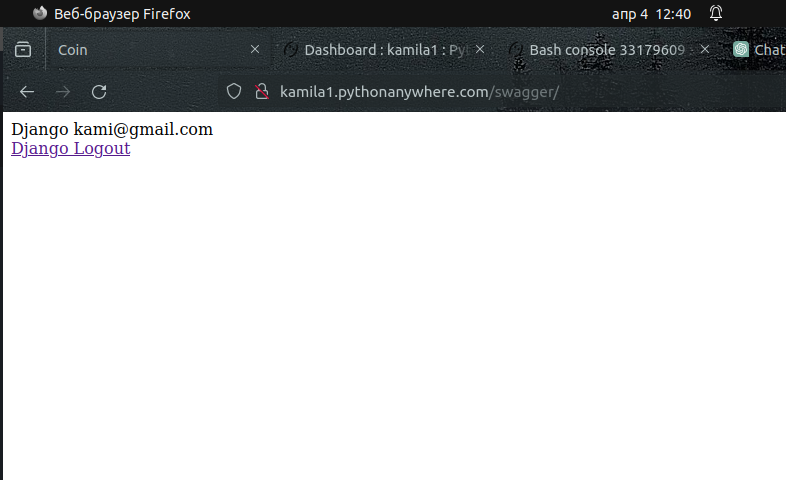 Веб-браузер Firefox
апр 4 12:40
Coin
Dashboard : kamila1 : Py
Bash console 33179609
Chat
kamila1.pythonanywhere.com/swagger/
Django kami@gmail.com
Django Logout